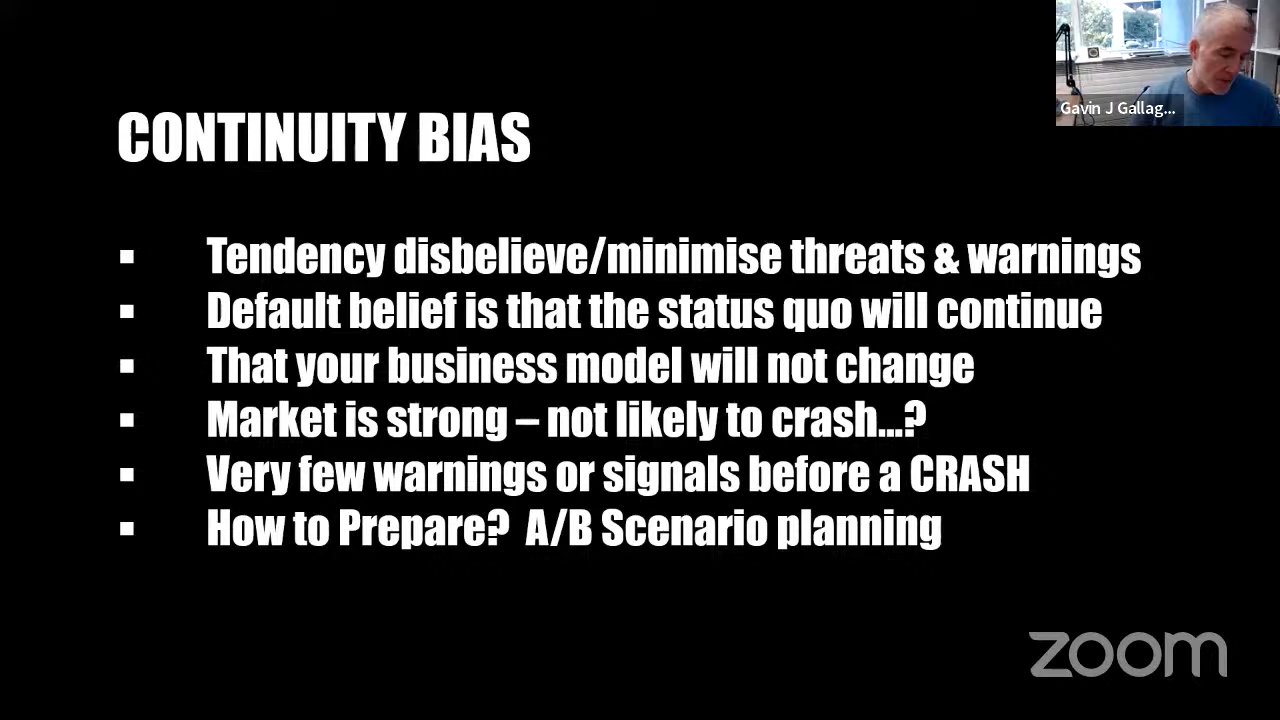 Gavin J Gallag...
CONTINUITY BIAS
▪ Tendency disbelieve/minimise threats & warnings
▪ Default belief is that the status quo will continue
▪ That your business model will not change
▪ Market is strong – not likely to crash...?
▪ Very few warnings or signals before a CRASH
▪ How to Prepare?  A/B Scenario planning
zoom